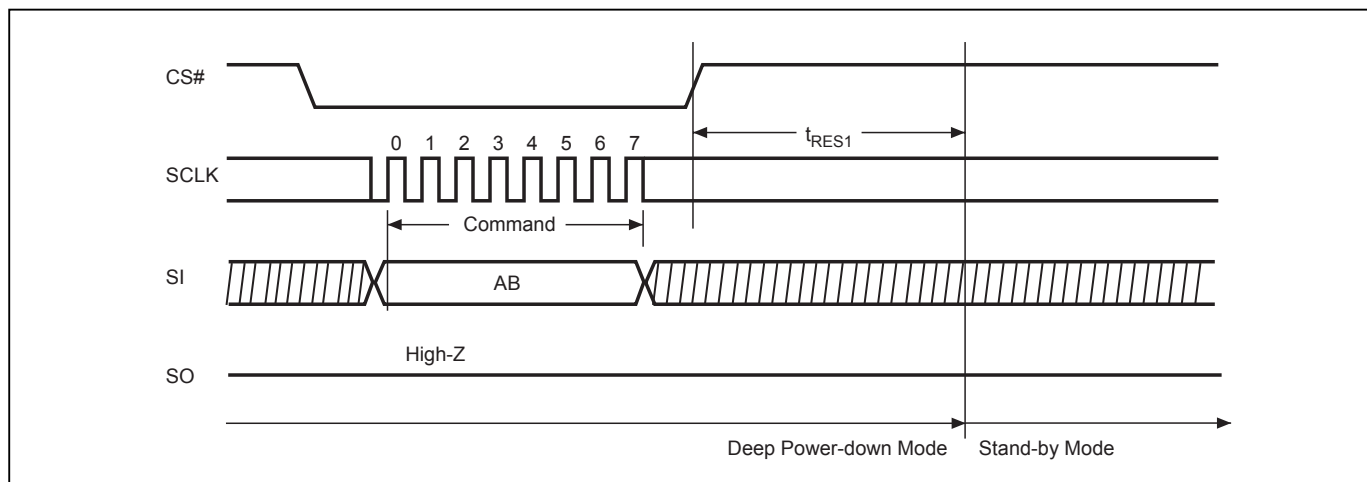 CS#
0 1 2 3 4 5 6 7
tRES1
SCLK
Command
SI
AB
High-Z
SO
Deep Power-down Mode
Stand-by Mode